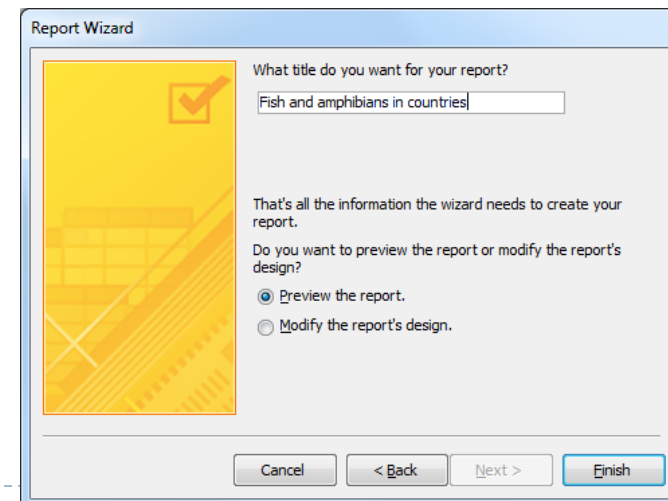 Report Wizard
What title do you want for your report?
Fish and amphibians in countries
That's all the information the wizard needs to create your
report.
Do you want to preview the report or modify the report's
design?
Preview the report.
Modify the report's design.
Cancel
< Back
Next >
Finish